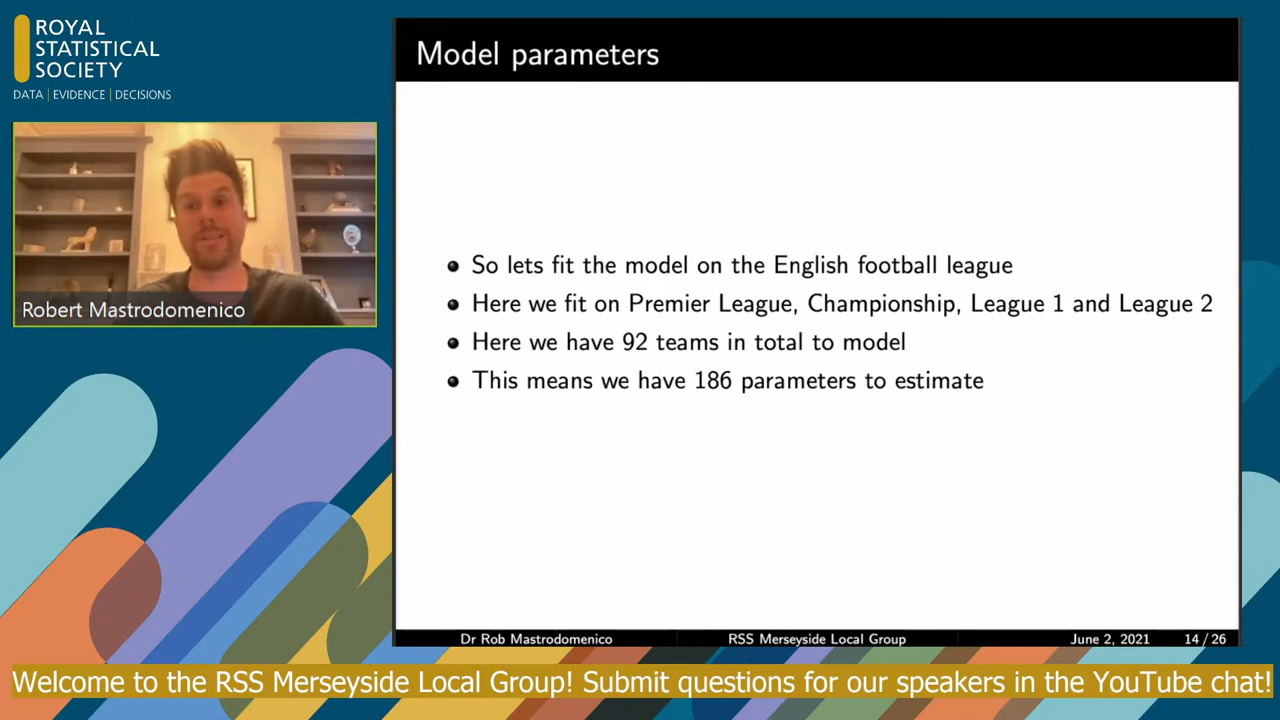 ROYAL
STATISTICAL
SOCIETY
DATA | EVIDENCE | DECISIONS
Robert Mastrodomenico
Model parameters
So lets fit the model on the English football league
Here we fit on Premier League, Championship, League 1 and League 2
Here we have 92 teams in total to model
This means we have 186 parameters to estimate
Dr Rob Mastrodomenico RSS Merseyside Local Group June 2, 2021 14 / 26
Welcome to the RSS Merseyside Local Group! Submit questions for our speakers in the YouTube chat!